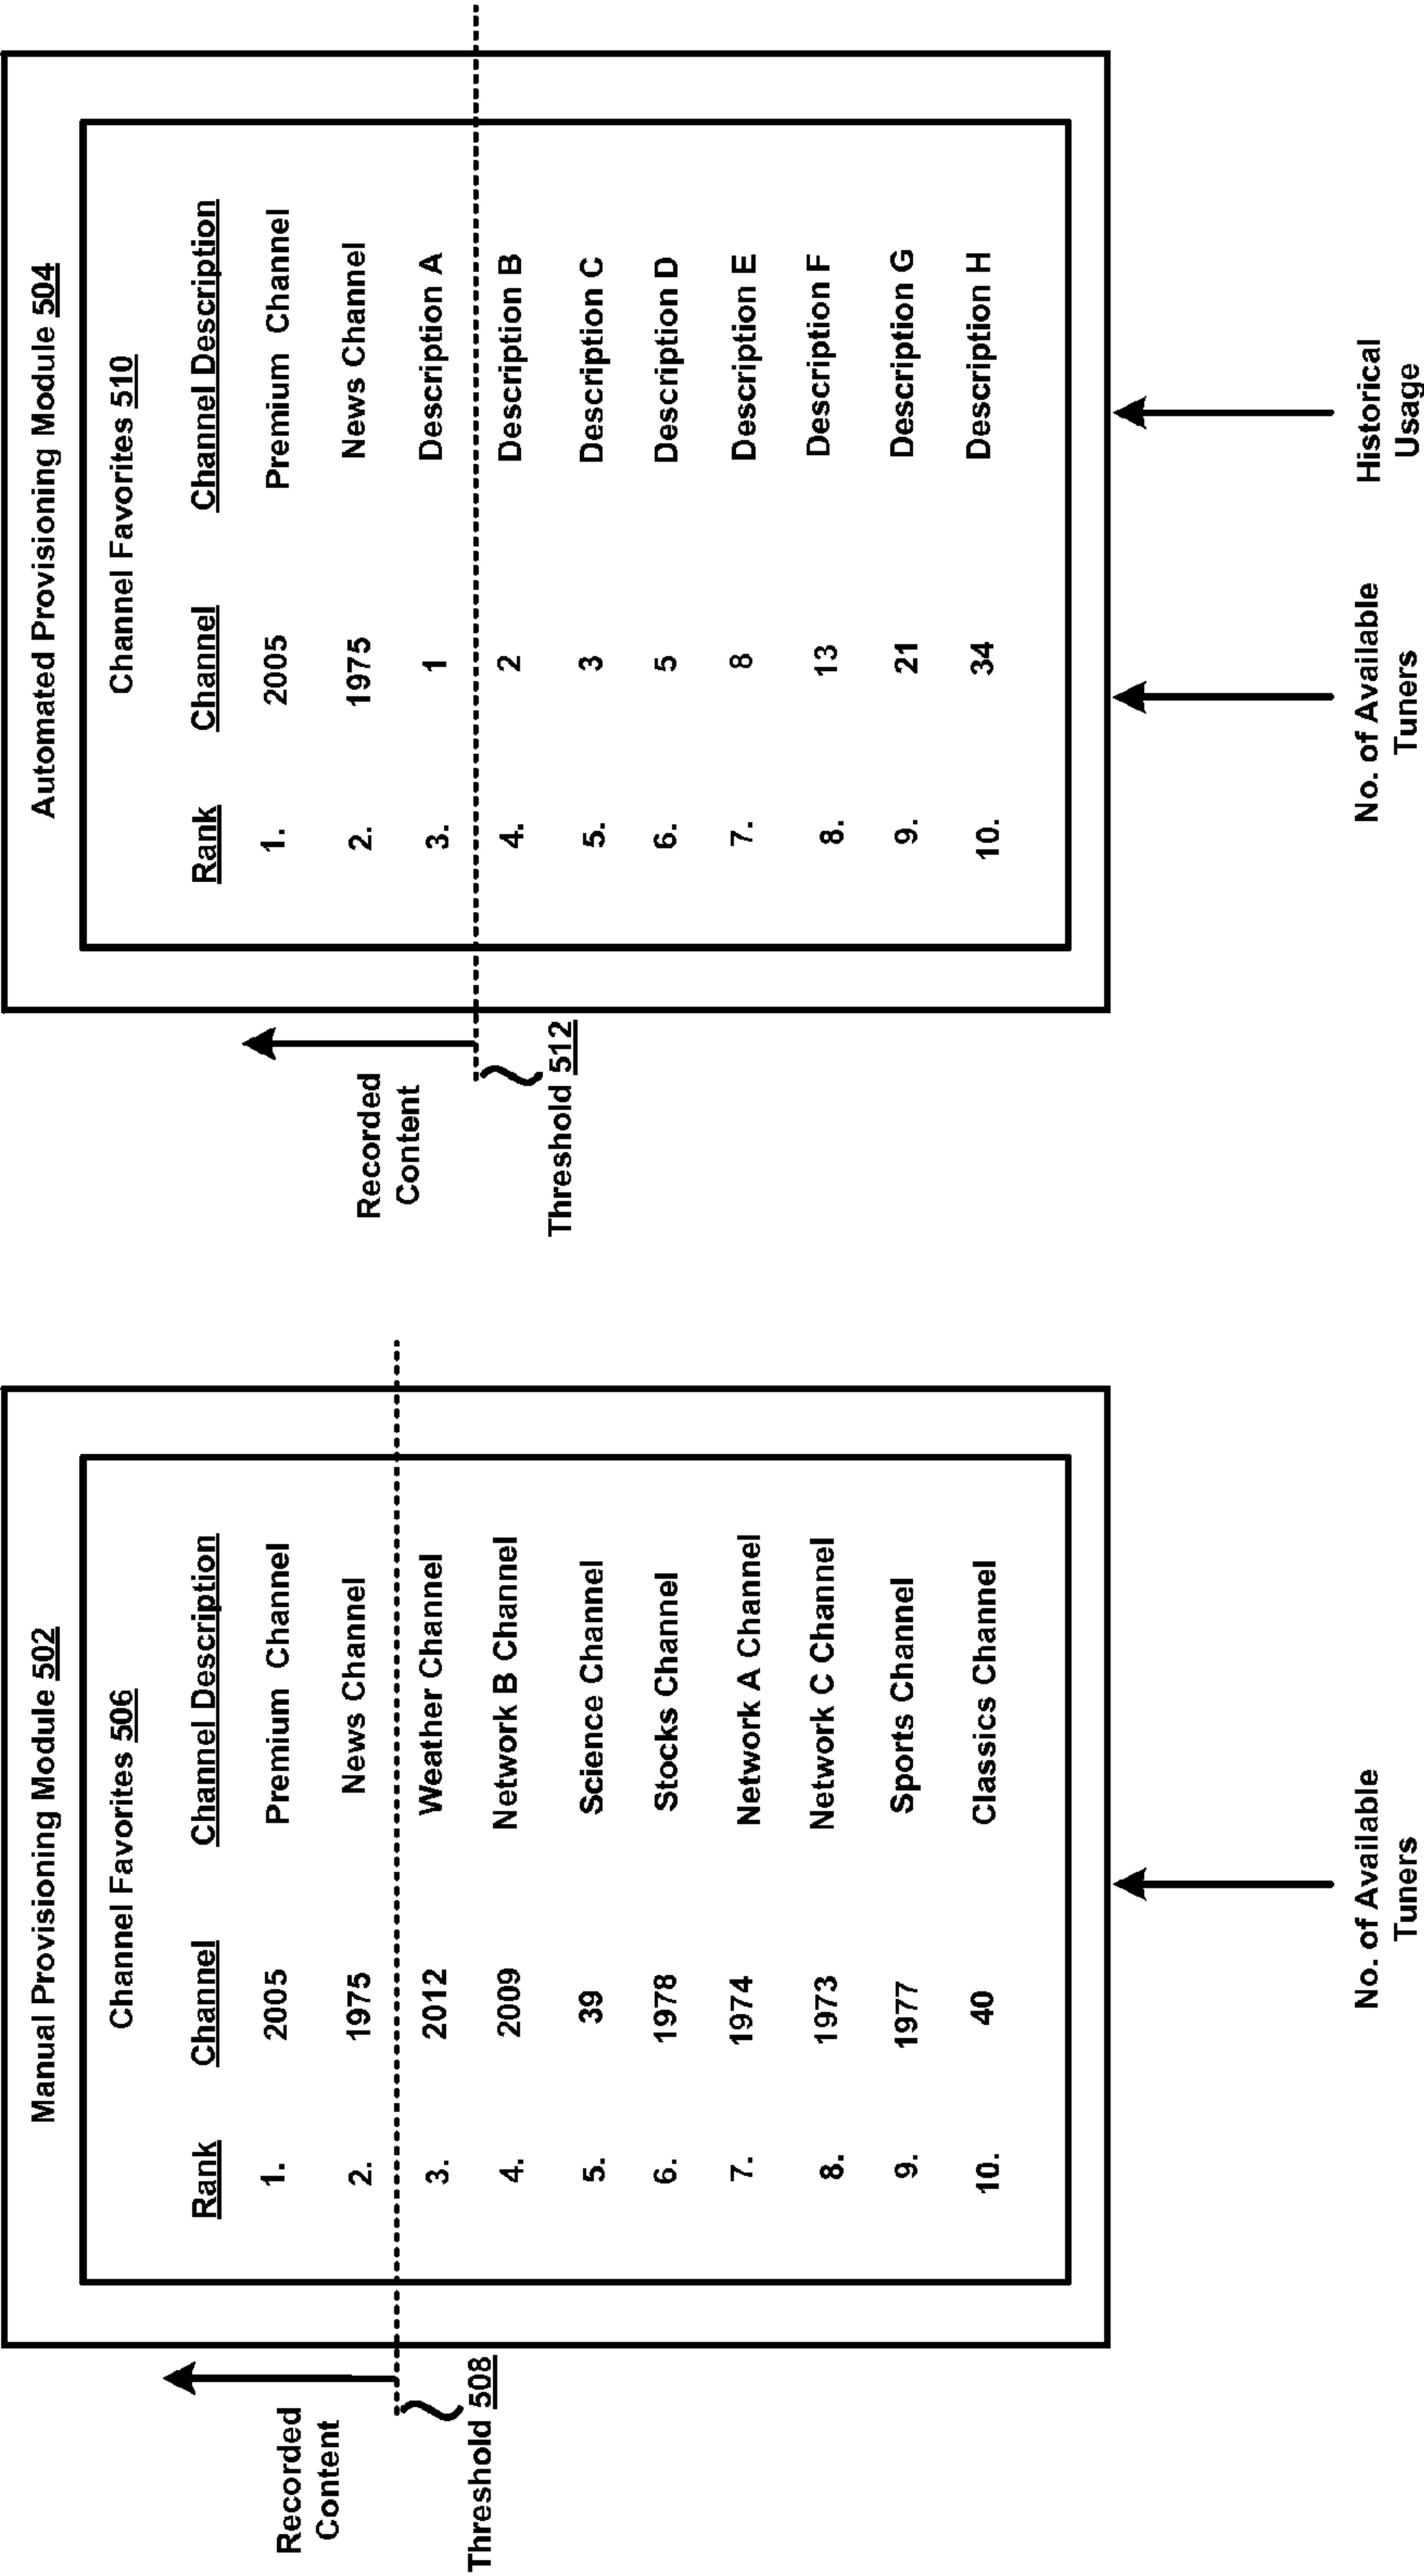 Manual Provisioning Module 502
Channel Favorites 506
Rank Channel Channel Description
1. 2005 Premium Channel
2. 1975 News Channel
3. 2012 Weather Channel
4. 2009 Network B Channel
5. 39 Science Channel
6. 1978 Stocks Channel
7. 1974 Network A Channel
8. 1973 Network C Channel
9. 1977 Sports Channel
10. 40 Classics Channel
Recorded
Content
Threshold 508
No. of Available
Tuners
Automated Provisioning Module 504
Channel Favorites 510
Rank Channel Channel Description
1. 2005 Premium Channel
2. 1975 News Channel
3. 1 Description A
4. 2 Description B
5. 3 Description C
6. 5 Description D
7. 8 Description E
8. 13 Description F
9. 21 Description G
10. 34 Description H
Recorded
Content
Threshold 512
No. of Available
Tuners
Historical
Usage